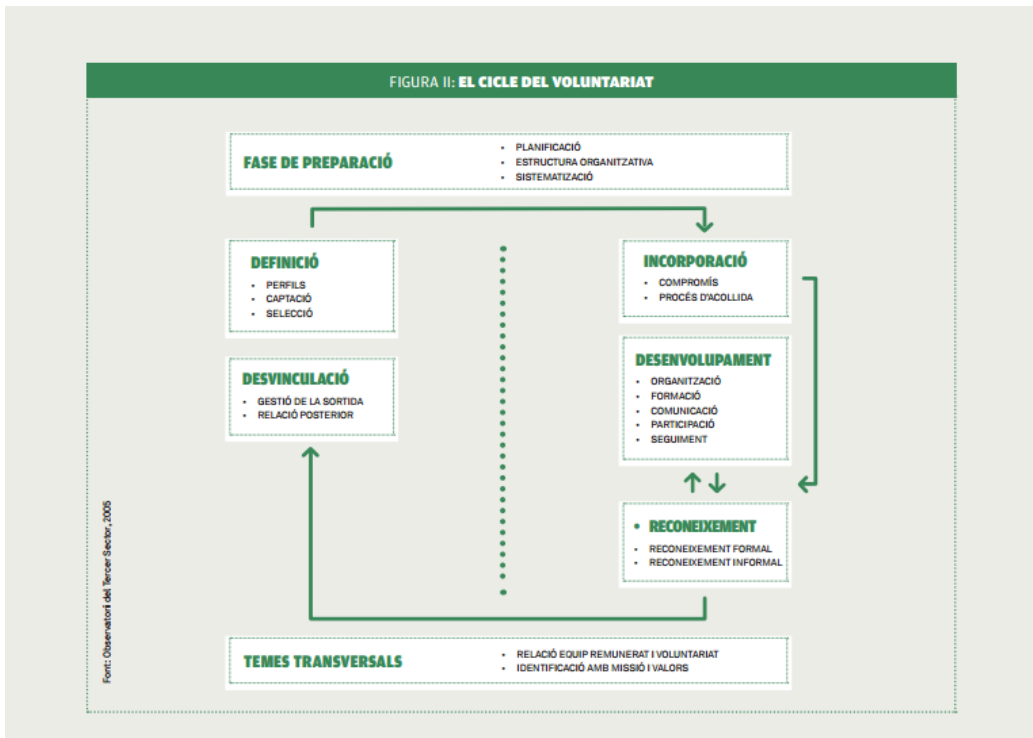 FIGURA II: EL CICLE DEL VOLUNTARIAT
FASE DE PREPARACIÓ
• PLANIFICACIÓ
• ESTRUCTURA ORGANITZATIVA
• SISTEMATIZACIÓ
DEFINICIÓ
• PERFILS
• CAPTACIÓ
• SELECCIÓ
INCORPORACIÓ
• COMPROMÍS
• PROCÉS D'ACOLLIDA
DESVINCULACIÓ
• GESTIÓ DE LA SORTIDA
• RELACIÓ POSTERIOR
DESENVOLUPAMENT
• ORGANITZACIÓ
• FORMACIÓ
• COMUNICACIÓ
• PARTICIPACIÓ
• SEGUIMENT
• RECONEIXEMENT
• RECONEIXEMENT FORMAL
• RECONEIXEMENT INFORMAL
TEMES TRANSVERSALS
• RELACIÓ EQUIP REMUNERAT I VOLUNTARIAT
• IDENTIFICACIÓ AMB MISSIÓ I VALORS
Font: Observatori del Tercer Sector, 2005